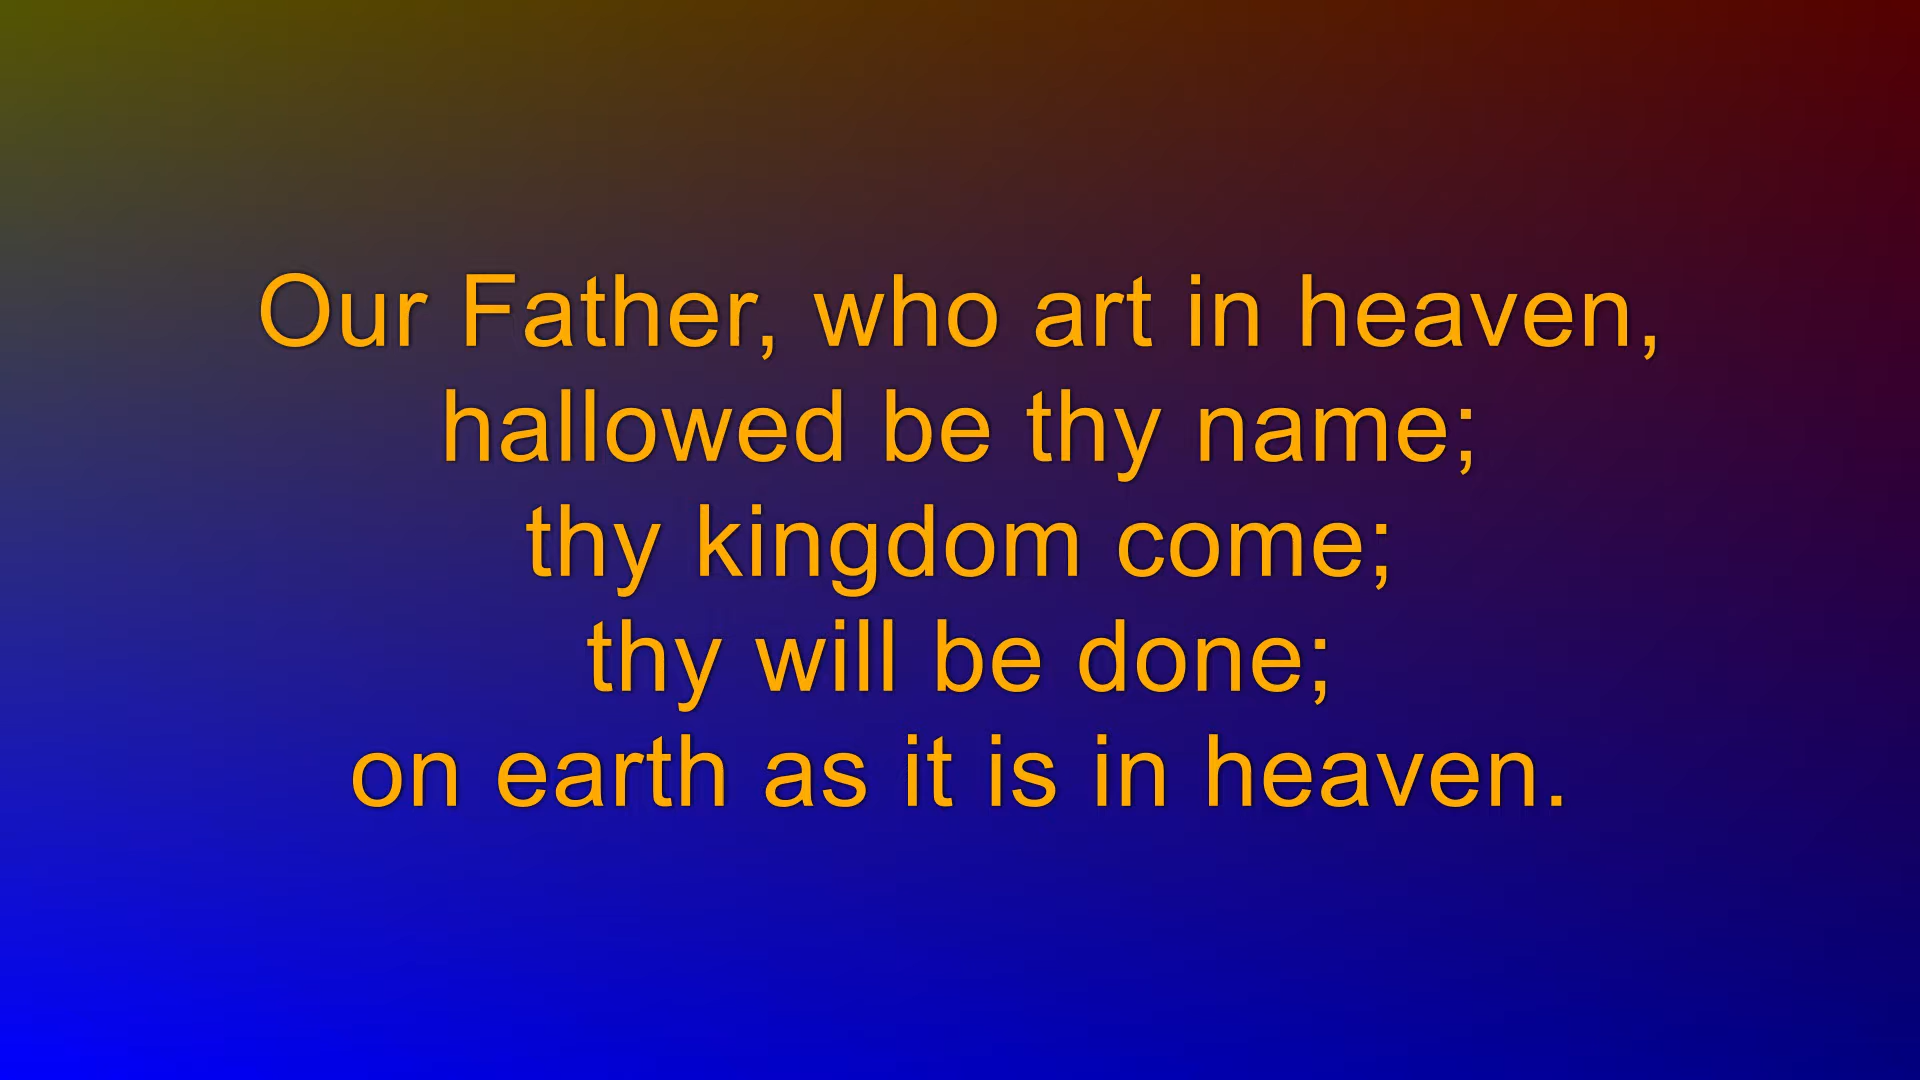 Our Father, who art in heaven,
hallowed be thy name;
thy kingdom come;
thy will be done;
on earth as it is in heaven.